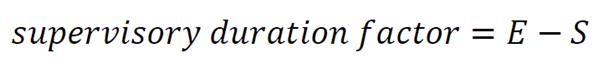 supervisory duration factor = E − S